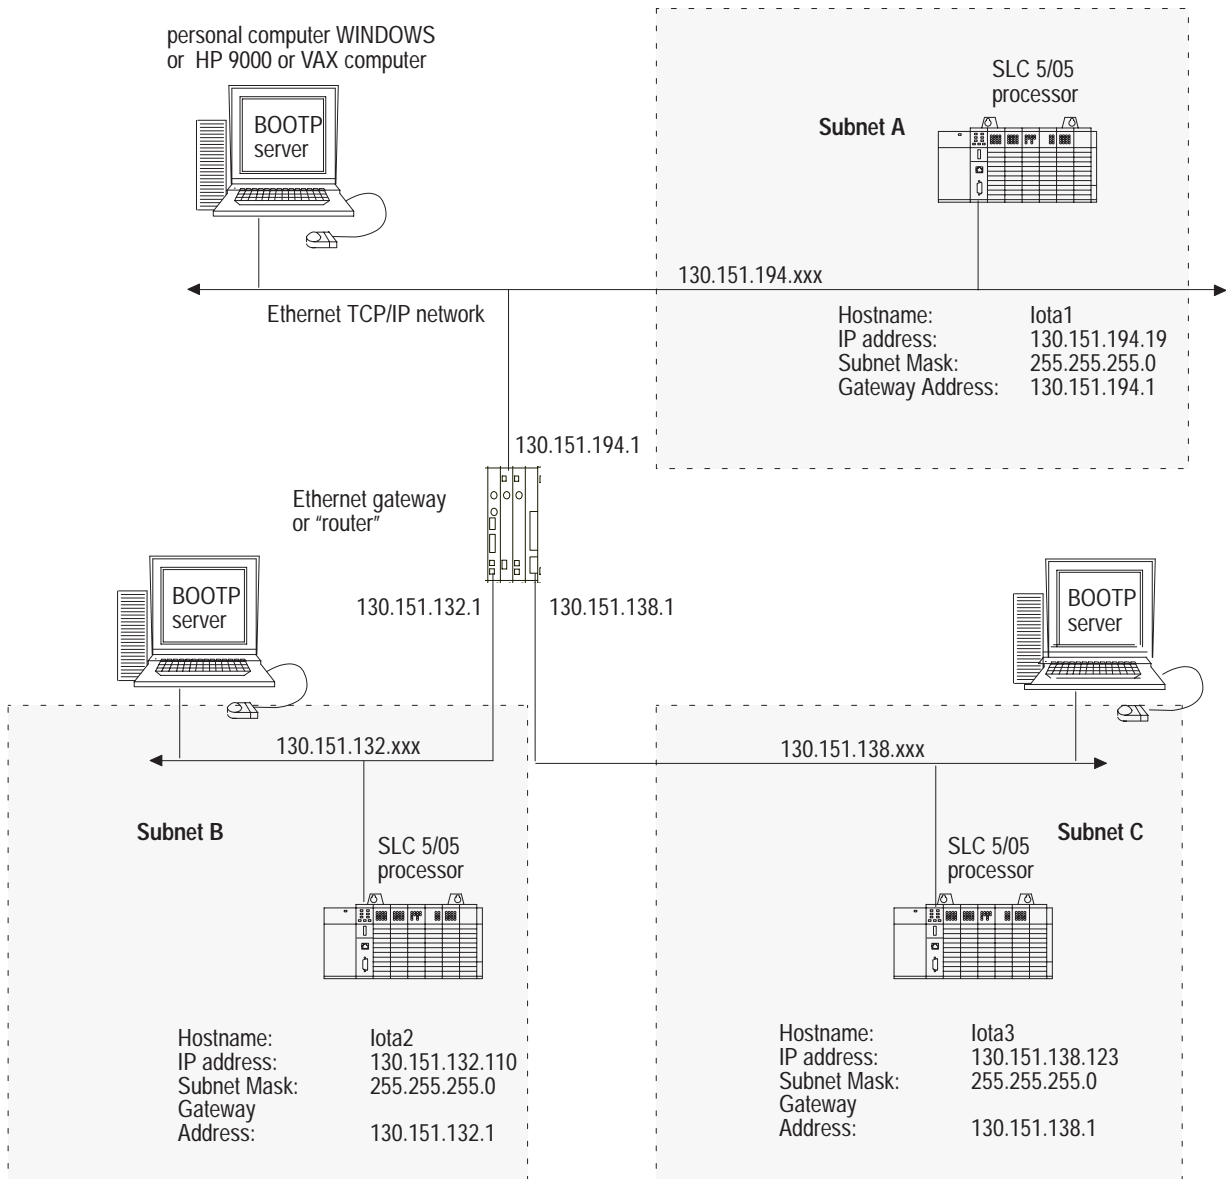 personal computer WINDOWS
or HP 9000 or VAX computer
BOOTP
server
SLC 5/05
processor
Subnet A
130.151.194.xxx
Ethernet TCP/IP network
Hostname: Iota1
IP address: 130.151.194.19
Subnet Mask: 255.255.255.0
Gateway Address: 130.151.194.1
130.151.194.1
Ethernet gateway
or "router"
130.151.132.1
130.151.138.1
BOOTP
server
BOOTP
server
130.151.132.xxx
130.151.138.xxx
Subnet B
SLC 5/05
processor
Subnet C
SLC 5/05
processor
Hostname: Iota2
IP address: 130.151.132.110
Subnet Mask: 255.255.255.0
Gateway
Address: 130.151.132.1
Hostname: Iota3
IP address: 130.151.138.123
Subnet Mask: 255.255.255.0
Gateway
Address: 130.151.138.1